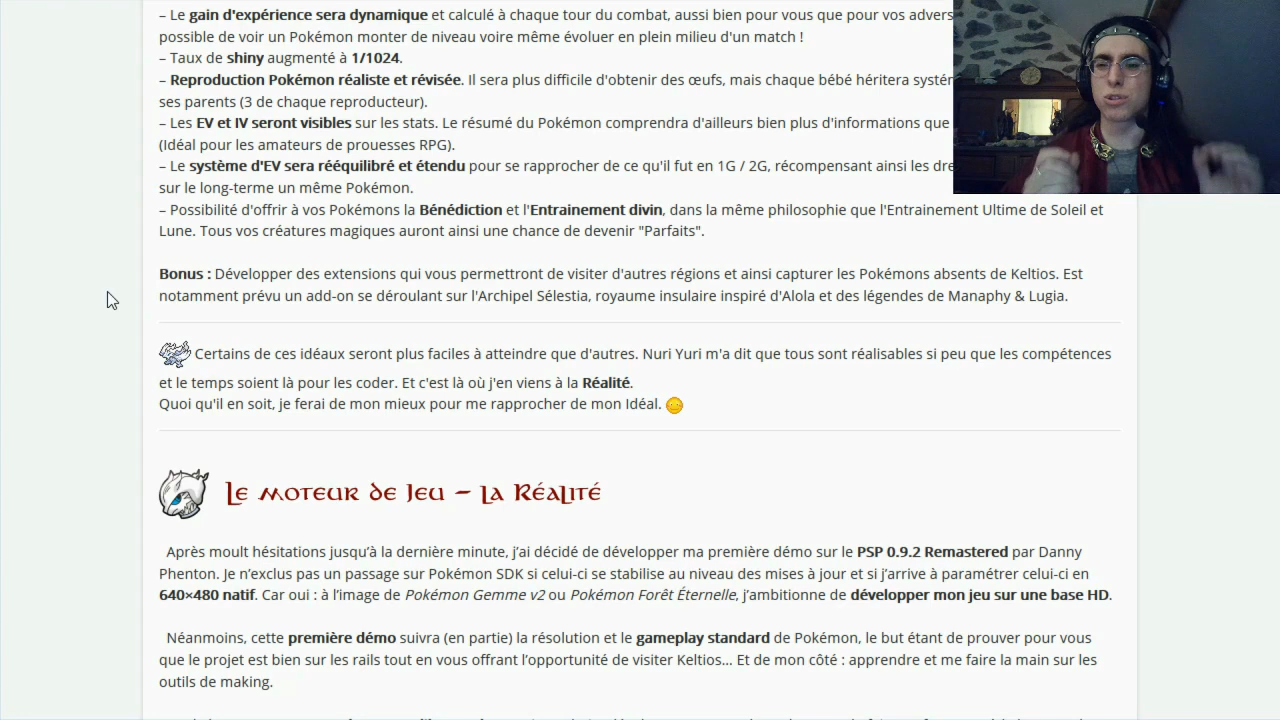 – Le gain d'expérience sera dynamique et calculé à chaque tour du combat, aussi bien pour vous que pour vos advers
possible de voir un Pokémon monter de niveau voire même évoluer en plein milieu d'un match !
– Taux de shiny augmenté à 1/1024.
– Reproduction Pokémon réaliste et révisée. Il sera plus difficile d'obtenir des œufs, mais chaque bébé héritera systém
ses parents (3 de chaque reproducteur).
– Les EV et IV seront visibles sur les stats. Le résumé du Pokémon comprendra d'ailleurs bien plus d'informations que
(Idéal pour les amateurs de prouesses RPG).
– Le système d'EV sera rééquilibré et étendu pour se rapprocher de ce qu'il fut en 1G / 2G, récompensant ainsi les dre
sur le long-terme un même Pokémon.
– Possibilité d'offrir à vos Pokémons la Bénédiction et l'Entrainement divin, dans la même philosophie que l'Entrainement Ultime de Soleil et
Lune. Tous vos créatures magiques auront ainsi une chance de devenir "Parfaits".
Bonus : Développer des extensions qui vous permettront de visiter d'autres régions et ainsi capturer les Pokémons absents de Keltios. Est
notamment prévu un add-on se déroulant sur l'Archipel Sélestia, royaume insulaire inspiré d'Alola et des légendes de Manaphy & Lugia.
Certains de ces idéaux seront plus faciles à atteindre que d'autres. Nuri Yuri m'a dit que tous sont réalisables si peu que les compétences
et le temps soient là pour les coder. Et c'est là où j'en viens à la Réalité.
Quoi qu'il en soit, je ferai de mon mieux pour me rapprocher de mon Idéal.
Le moteur de jeu – La Réalité
Après moult hésitations jusqu'à la dernière minute, j'ai décidé de développer ma première démo sur le PSP 0.9.2 Remastered par Danny
Phenton. Je n'exclus pas un passage sur Pokémon SDK si celui-ci se stabilise au niveau des mises à jour et si j'arrive à paramétrer celui-ci en
640×480 natif. Car oui : à l'image de Pokémon Gemme v2 ou Pokémon Forêt Éternelle, j'ambitionne de développer mon jeu sur une base HD.
Néanmoins, cette première démo suivra (en partie) la résolution et le gameplay standard de Pokémon, le but étant de prouver pour vous
que le projet est bien sur les rails tout en vous offrant l'opportunité de visiter Keltios... Et de mon côté : apprendre et me faire la main sur les
outils de making.